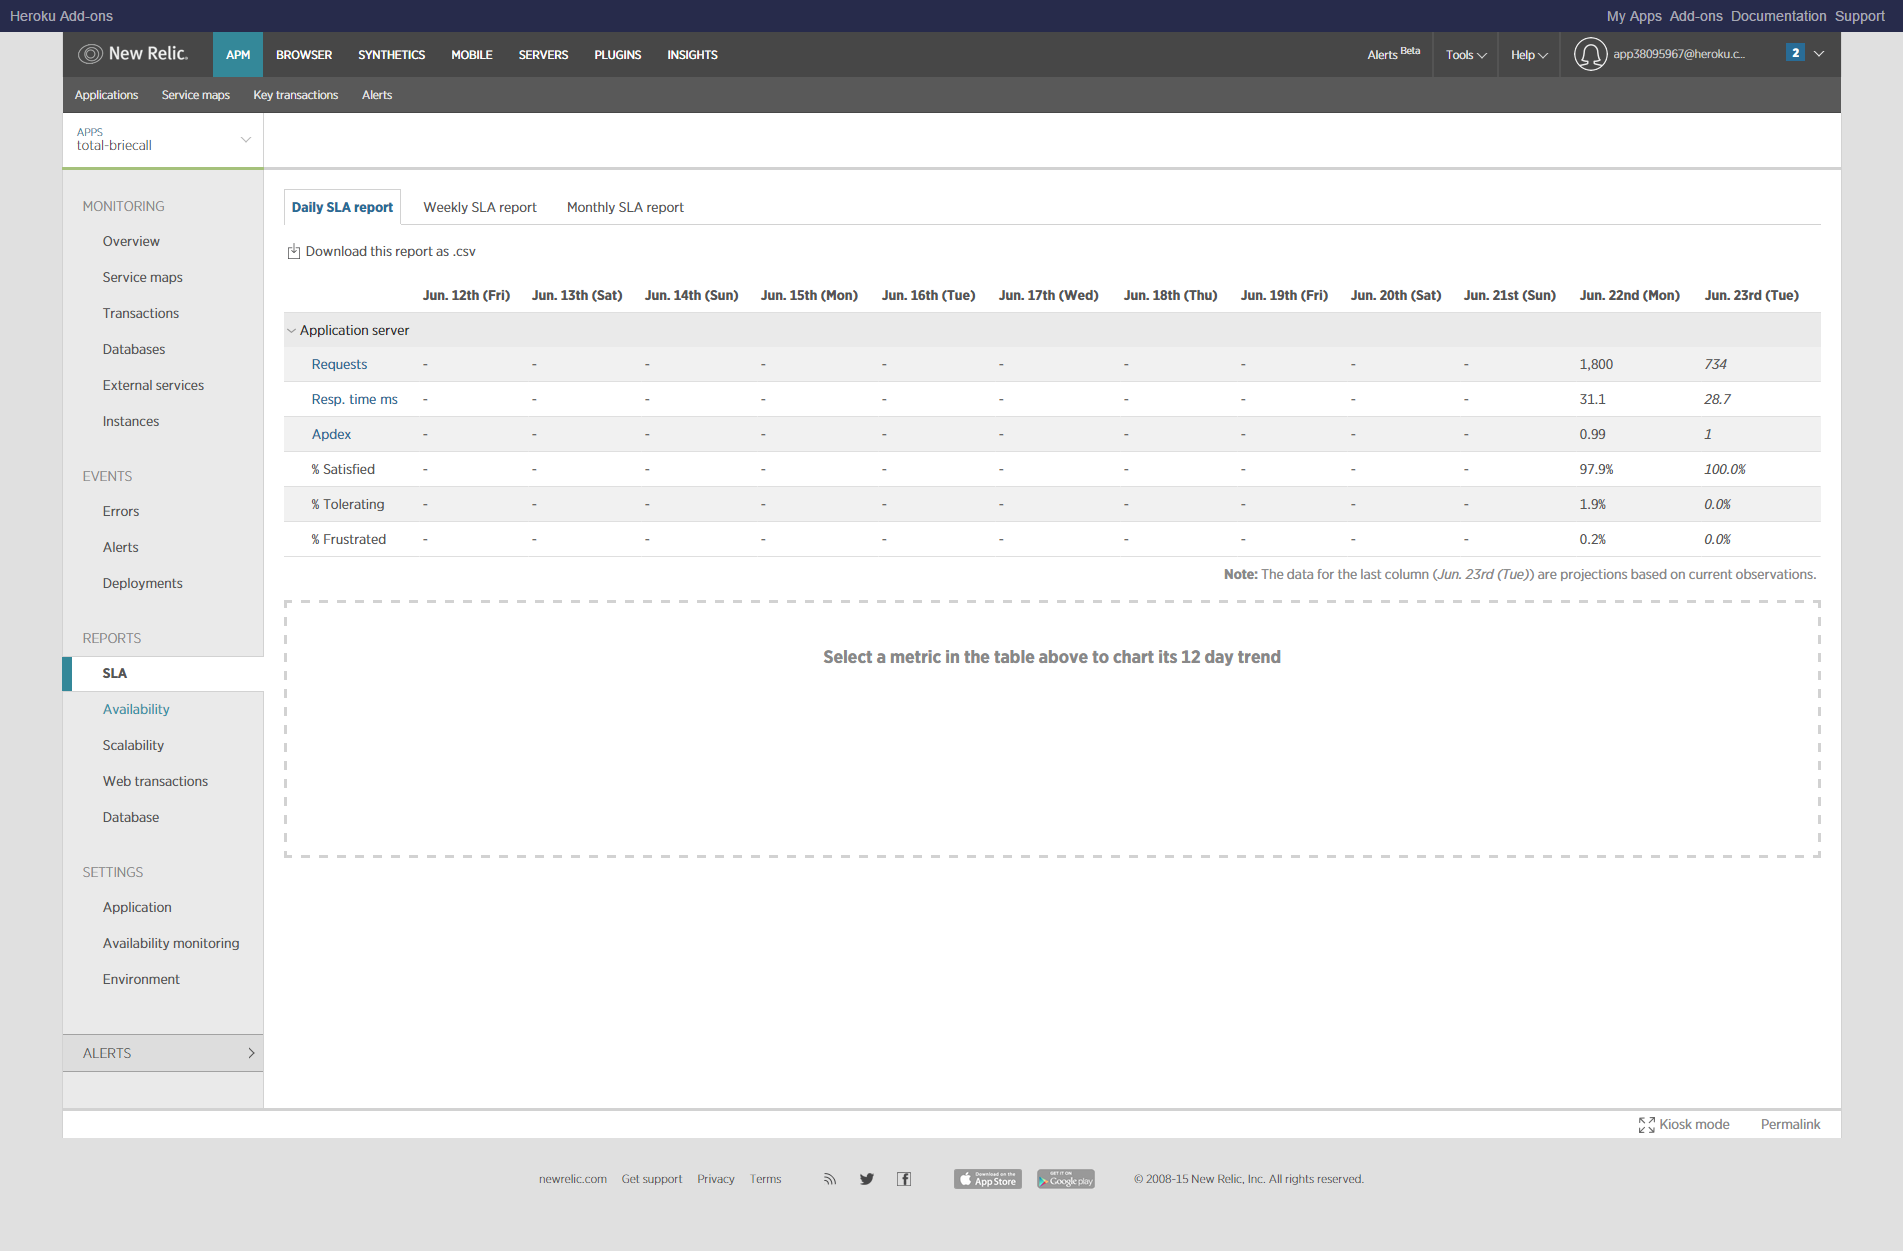 Heroku Add-ons My Apps Add-ons Documentation Support
New Relic. APM BROWSER SYNTHETICS MOBILE SERVERS PLUGINS INSIGHTS Alerts Beta Tools Help app38095967@heroku.c... 2
Applications Service maps Key transactions Alerts
APPS
total-briecall
MONITORING
Overview
Service maps
Transactions
Databases
External services
Instances
EVENTS
Errors
Alerts
Deployments
REPORTS
SLA
Availability
Scalability
Web transactions
Database
SETTINGS
Application
Availability monitoring
Environment
ALERTS
Daily SLA report Weekly SLA report Monthly SLA report
Download this report as .csv
Jun. 12th (Fri) Jun. 13th (Sat) Jun. 14th (Sun) Jun. 15th (Mon) Jun. 16th (Tue) Jun. 17th (Wed) Jun. 18th (Thu) Jun. 19th (Fri) Jun. 20th (Sat) Jun. 21st (Sun) Jun. 22nd (Mon) Jun. 23rd (Tue)
Application server
Requests - - - - - - - - - - 1,800 734
Resp. time ms - - - - - - - - - - 31.1 28.7
Apdex - - - - - - - - - - 0.99 1
% Satisfied - - - - - - - - - - 97.9% 100.0%
% Tolerating - - - - - - - - - - 1.9% 0.0%
% Frustrated - - - - - - - - - - 0.2% 0.0%
Note: The data for the last column (Jun. 23rd (Tue)) are projections based on current observations.
Select a metric in the table above to chart its 12 day trend
Kiosk mode Permalink
newrelic.com Get support Privacy Terms Download on the App Store GET IT ON Google play © 2008-15 New Relic, Inc. All rights reserved.